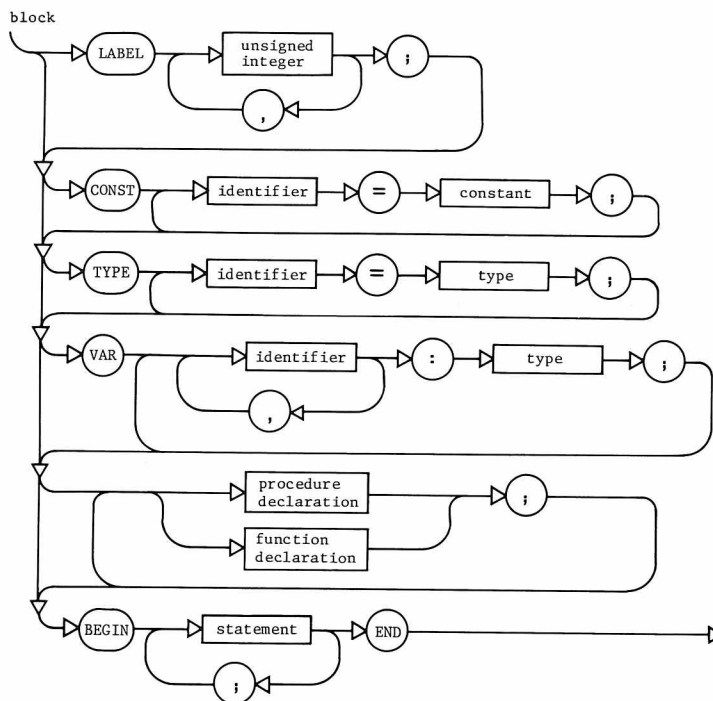 block
LABEL unsigned integer ;
,
CONST identifier = constant ;
TYPE identifier = type ;
VAR identifier : type ;
,
procedure declaration ;
function declaration
BEGIN statement END
;